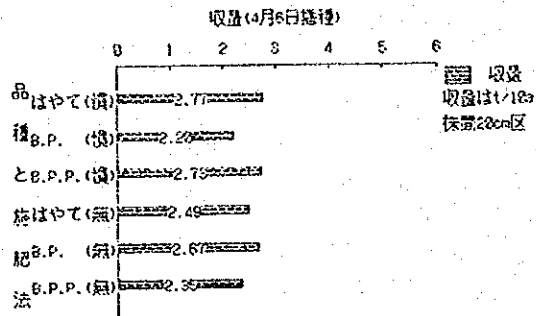 収量(4月6日播種)
0 1 2 3 4 5 6
品種と施肥法
はやて(慣) 2.77
B.P. (慣) 2.20
B.P.P.(慣) 2.75
はやて(無) 2.49
B.P. (無) 2.67
B.P.P.(無) 2.35
収量
収量はt/10a
株間20cm区